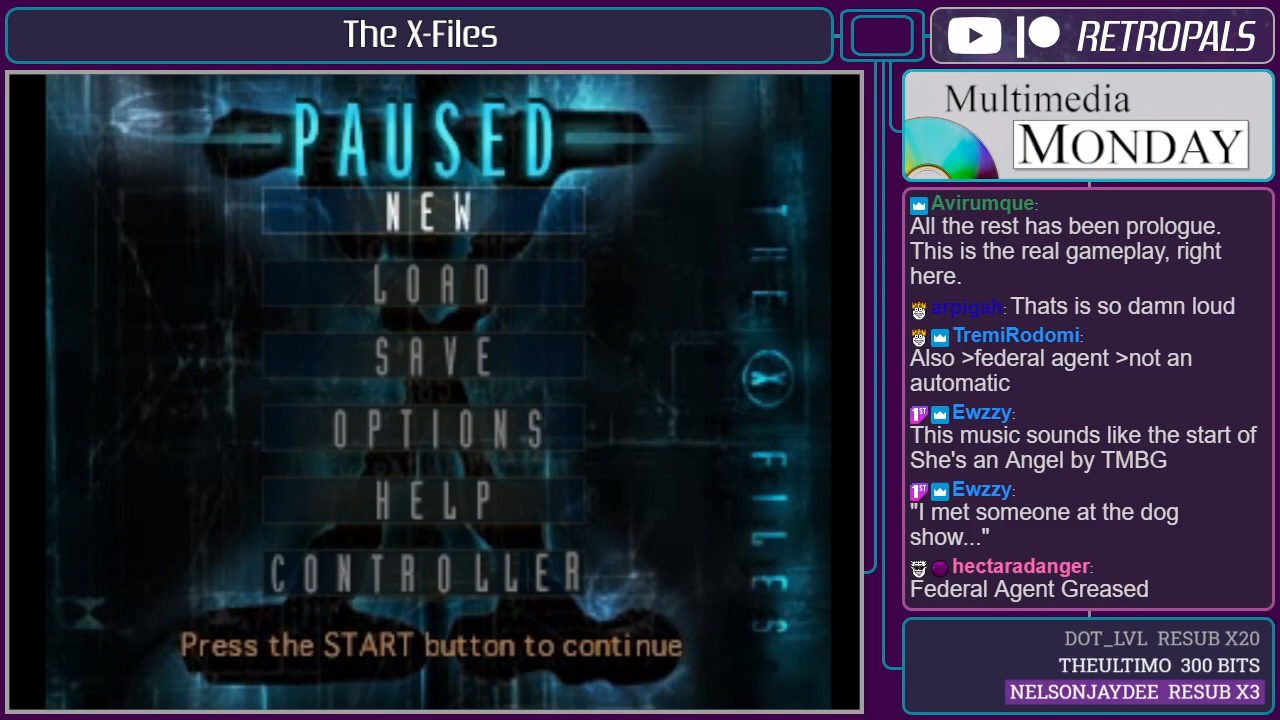 The X-Files
RETROPALS
PAUSED
NEW
LOAD
SAVE
OPTIONS
HELP
CONTROLLER
Press the START button to continue
THE X FILES
Multimedia
MONDAY
Avirumque:
All the rest has been prologue.
This is the real gameplay, right
here.
arpigah: Thats is so damn loud
TremiRodomi:
Also >federal agent >not an
automatic
1ST Ewzzy:
This music sounds like the start of
She's an Angel by TMBG
1ST Ewzzy:
"I met someone at the dog
show..."
hectaradanger:
Federal Agent Greased
DOT_LVL RESUB X20
THEULTIMO 300 BITS
NELSONJAYDEE RESUB X3